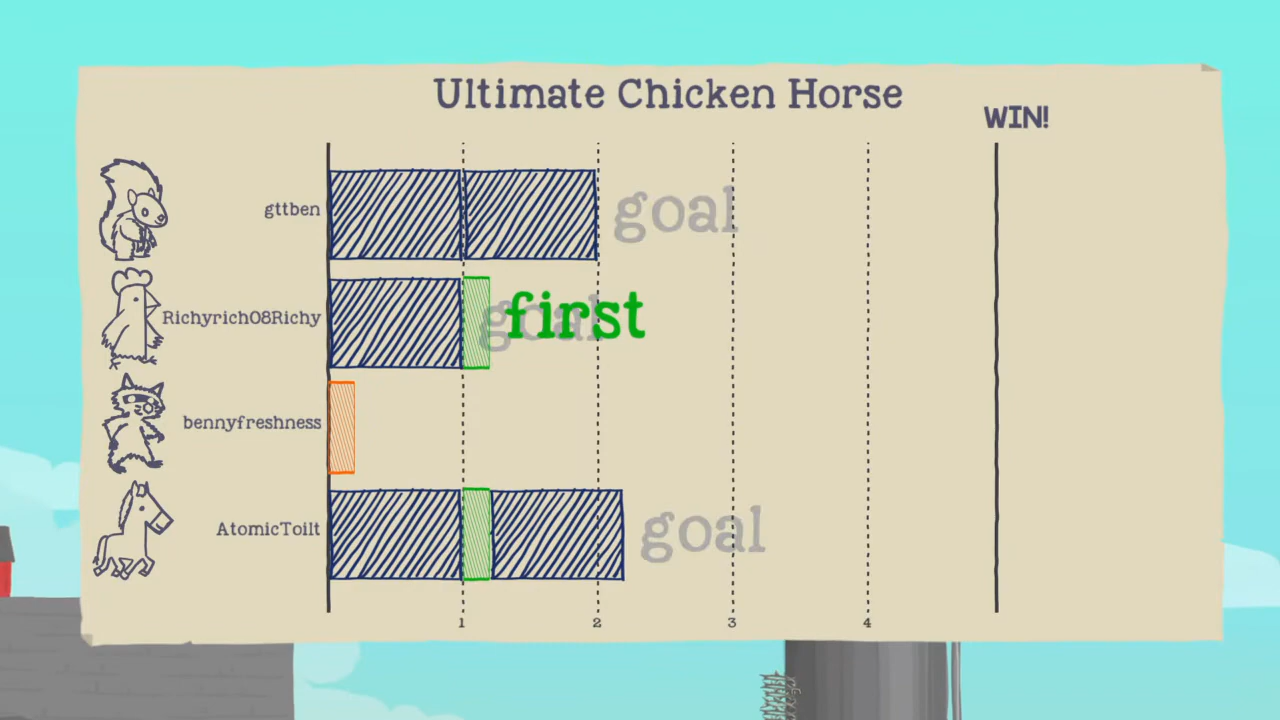 Ultimate Chicken Horse
WIN!
gttben
goal
Richyrich08Richy
goal
first
bennyfreshness
AtomicToilt
goal
1 2 3 4